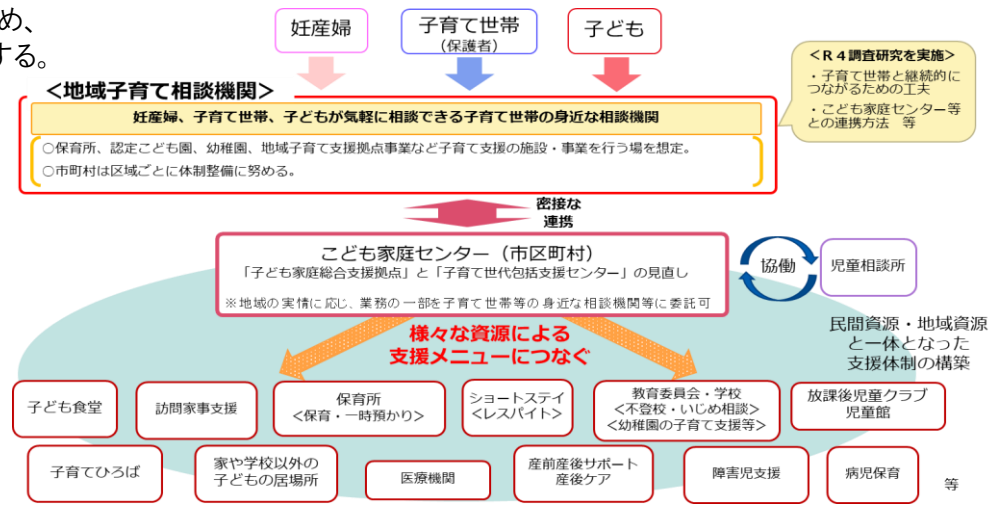 め、
する。
妊産婦
子育て世帯
(保護者)
子ども
＜Ｒ４調査研究を実施＞
・子育て世帯と継続的に
つながるための工夫
・こども家庭センター等
との連携方法　等
＜地域子育て相談機関＞
妊産婦、子育て世帯、子どもが気軽に相談できる子育て世帯の身近な相談機関
○保育所、認定こども園、幼稚園、地域子育て支援拠点事業など子育て支援の施設・事業を行う場を想定。
○市町村は区域ごとに体制整備に努める。
密接な
連携
こども家庭センター（市区町村）
「子ども家庭総合支援拠点」と「子育て世代包括支援センター」の見直し
※地域の実情に応じ、業務の一部を子育て世帯等の身近な相談機関等に委託可
協働
児童相談所
様々な資源による
支援メニューにつなぐ
民間資源・地域資源
と一体となった
支援体制の構築
子ども食堂
訪問家事支援
保育所
＜保育・一時預かり＞
ショートステイ
＜レスパイト＞
教育委員会・学校
＜不登校・いじめ相談＞
＜幼稚園の子育て支援等＞
放課後児童クラブ
児童館
子育てひろば
家や学校以外の
子どもの居場所
医療機関
産前産後サポート
産後ケア
障害児支援
病児保育
等